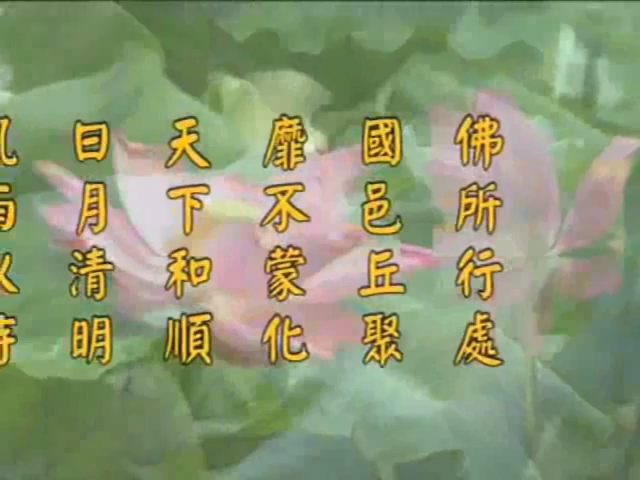 佛所行處
國邑丘聚
靡不蒙化
天下和順
日月清明